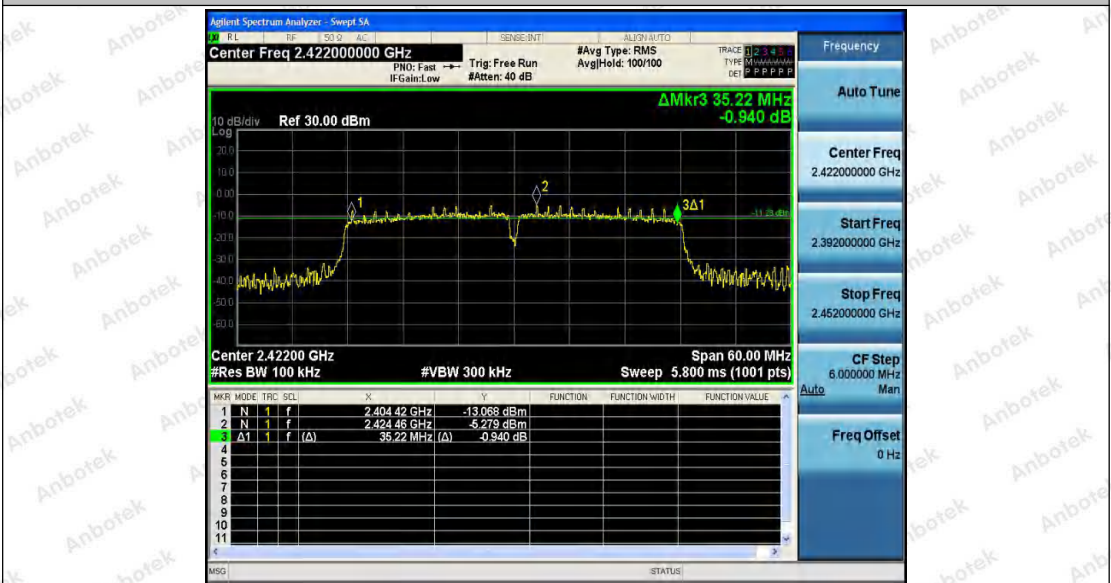 Agilent Spectrum Analyzer - Swept SA
RL RF 50 Ω AC SENSE:INT ALIGN AUTO
Center Freq 2.422000000 GHz
PNO: Fast
IFGain:Low
Trig: Free Run
#Atten: 40 dB
#Avg Type: RMS
Avg|Hold: 100/100
TRACE 1 2 3 4 5 6
TYPE M
DET P P P P P P
ΔMkr3 35.22 MHz
-0.940 dB
10 dB/div Ref 30.00 dBm
Log
20.0
10.0
0.00
-10.0
-20.0
-30.0
-40.0
-50.0
-60.0
1
2
3Δ1
-11.28 dBm
Center 2.42200 GHz Span 60.00 MHz
#Res BW 100 kHz #VBW 300 kHz Sweep 5.800 ms (1001 pts)
MKR MODE TRC SCL X Y FUNCTION FUNCTION WIDTH FUNCTION VALUE
1 N 1 f 2.404 42 GHz -13.068 dBm
2 N 1 f 2.424 46 GHz -5.279 dBm
3 Δ1 1 f (Δ) 35.22 MHz (Δ) -0.940 dB
4
5
6
7
8
9
10
11
MSG STATUS
Frequency
Auto Tune
Center Freq
2.422000000 GHz
Start Freq
2.392000000 GHz
Stop Freq
2.452000000 GHz
CF Step
6.000000 MHz
Auto Man
Freq Offset
0 Hz
Anbotek